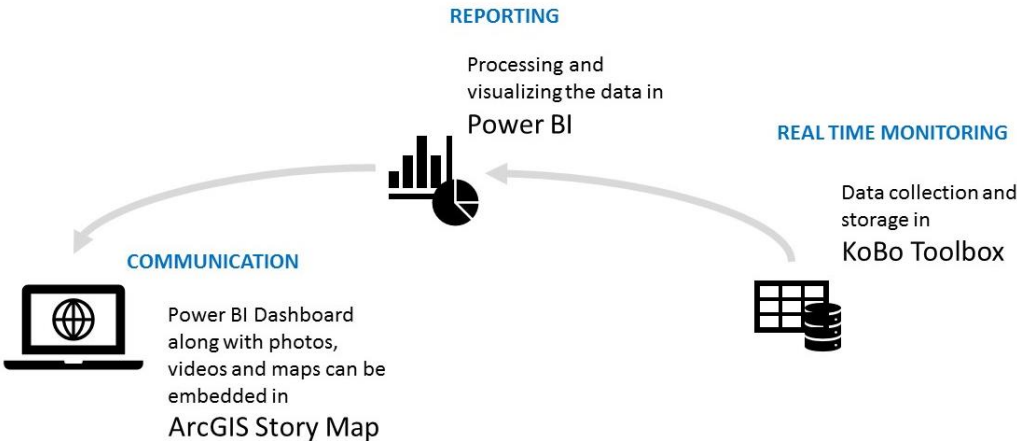 REPORTING
Processing and
visualizing the data in
Power BI
REAL TIME MONITORING
Data collection and
storage in
KoBo Toolbox
COMMUNICATION
Power BI Dashboard
along with photos,
videos and maps can be
embedded in
ArcGIS Story Map